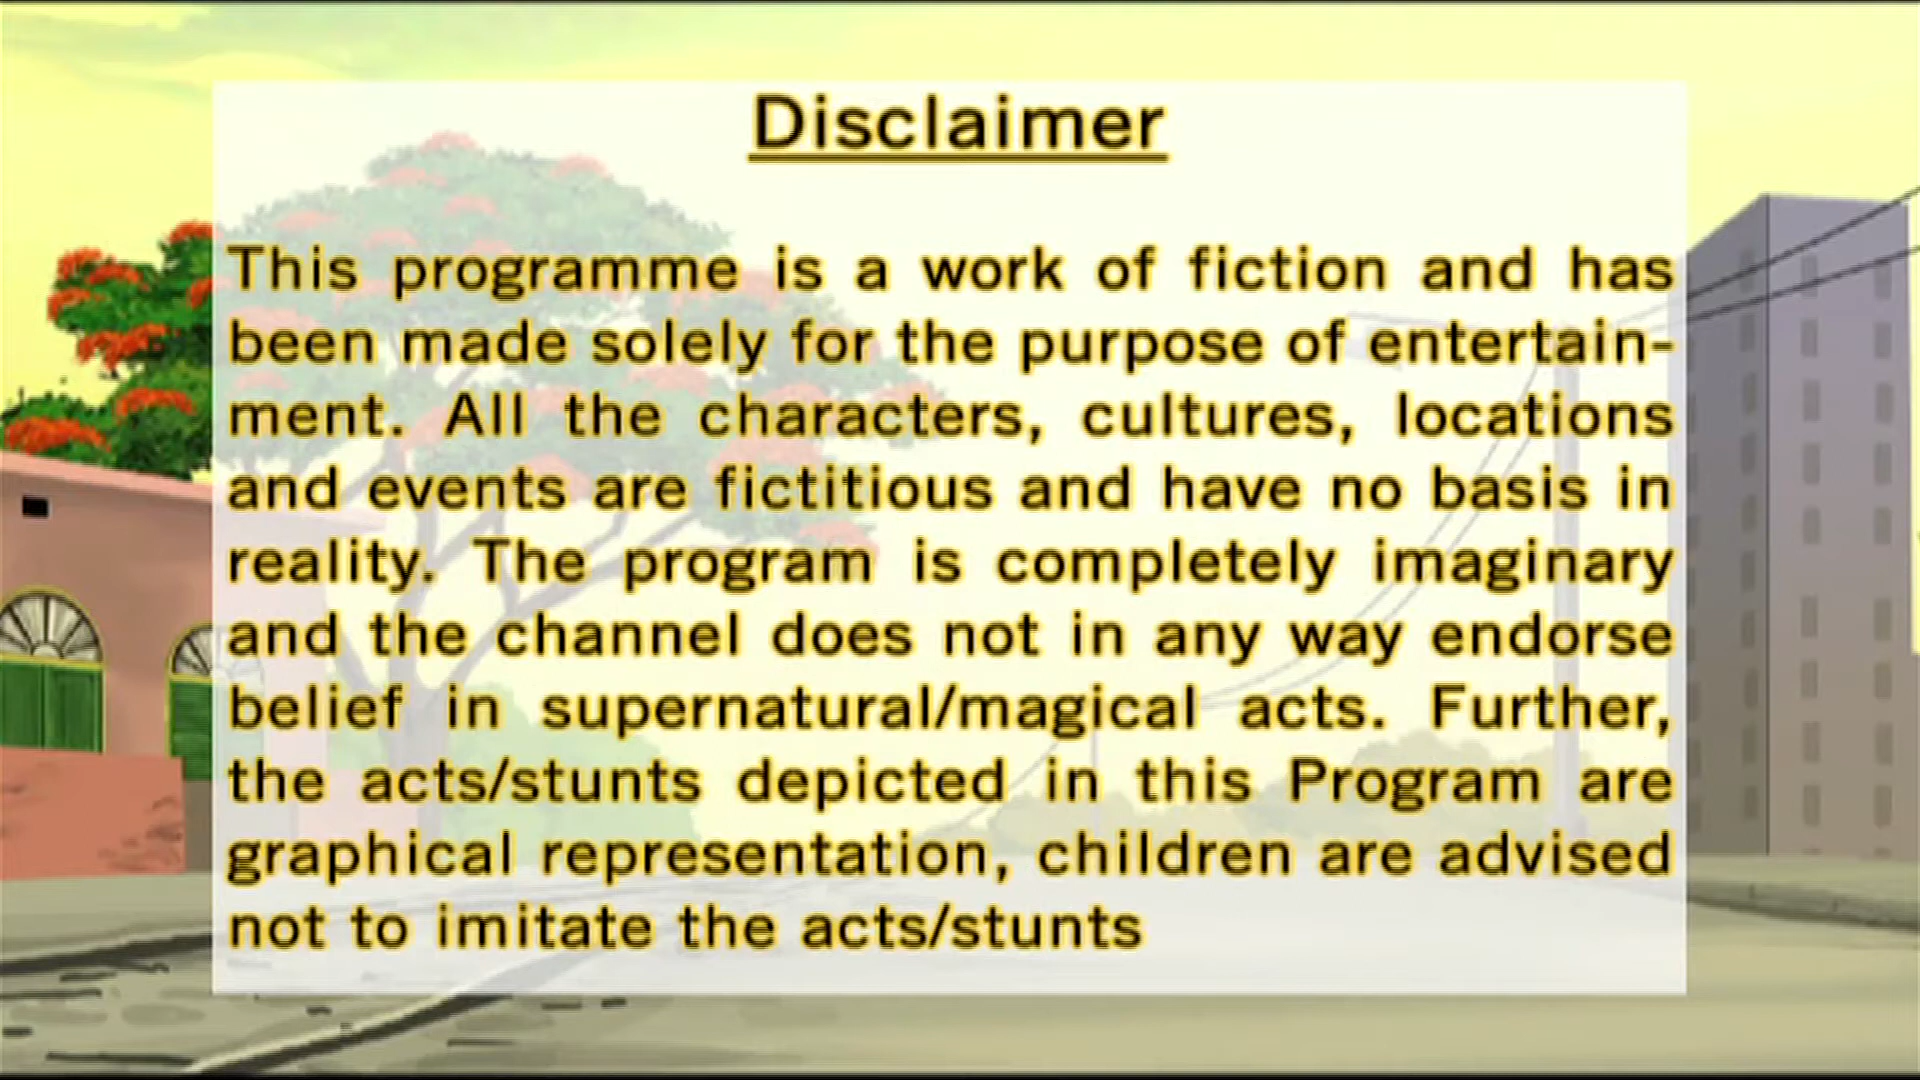 Disclaimer
This programme is a work of fiction and has
been made solely for the purpose of entertain-
ment. All the characters, cultures, locations
and events are fictitious and have no basis in
reality. The program is completely imaginary
and the channel does not in any way endorse
belief in supernatural/magical acts. Further,
the acts/stunts depicted in this Program are
graphical representation, children are advised
not to imitate the acts/stunts